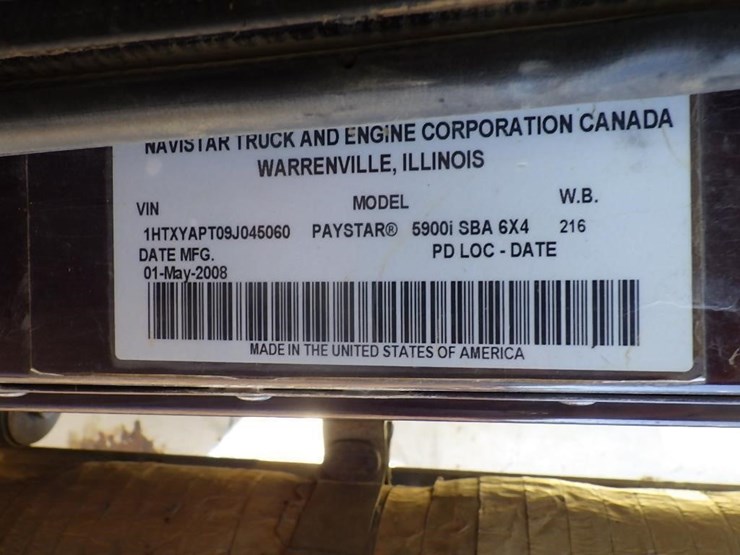 NAVISTAR TRUCK AND ENGINE CORPORATION CANADA
WARRENVILLE, ILLINOIS
VIN MODEL W.B.
1HTXYAPT09J045060 PAYSTAR® 5900i SBA 6X4 216
DATE MFG. PD LOC - DATE
01-May-2008
MADE IN THE UNITED STATES OF AMERICA